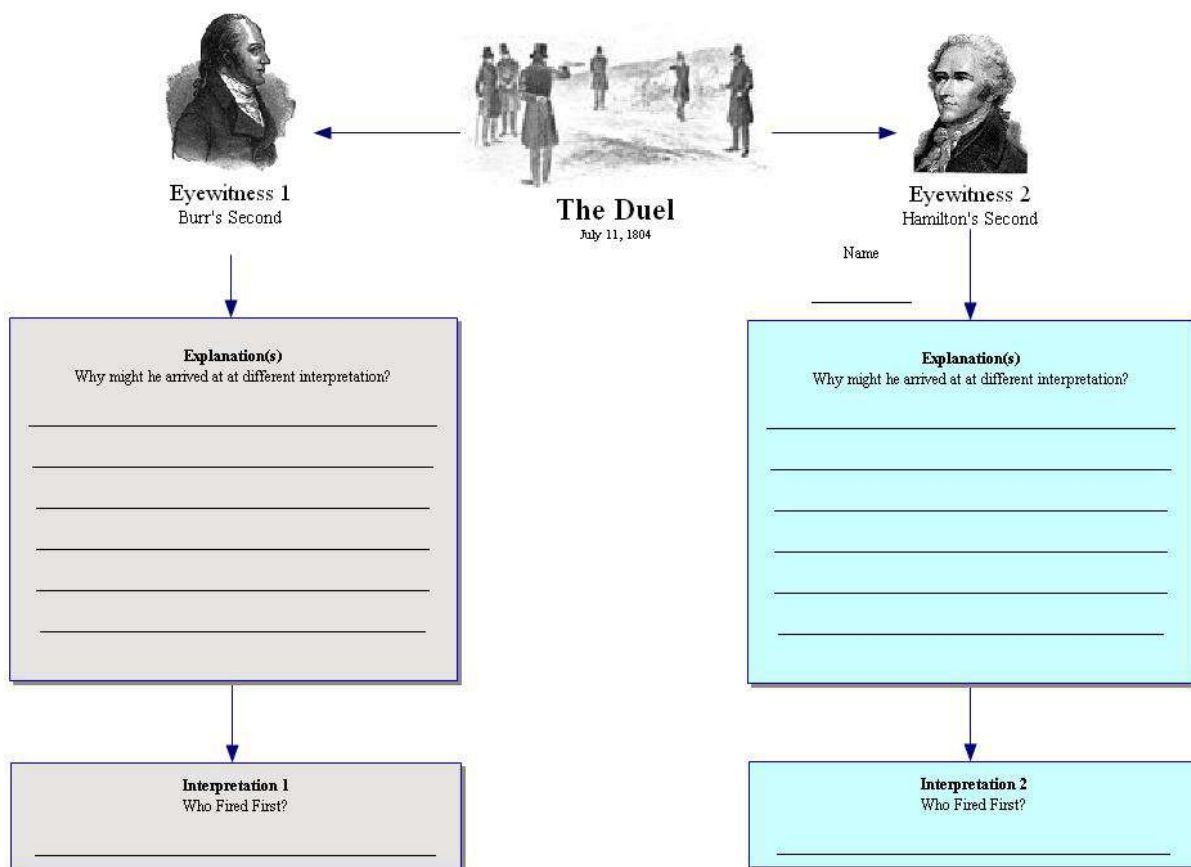 Eyewitness 1
Burr's Second
The Duel
July 11, 1804
Eyewitness 2
Hamilton's Second
Name
Explanation(s)
Why might he arrived at at different interpretation?
Explanation(s)
Why might he arrived at at different interpretation?
Interpretation 1
Who Fired First?
Interpretation 2
Who Fired First?